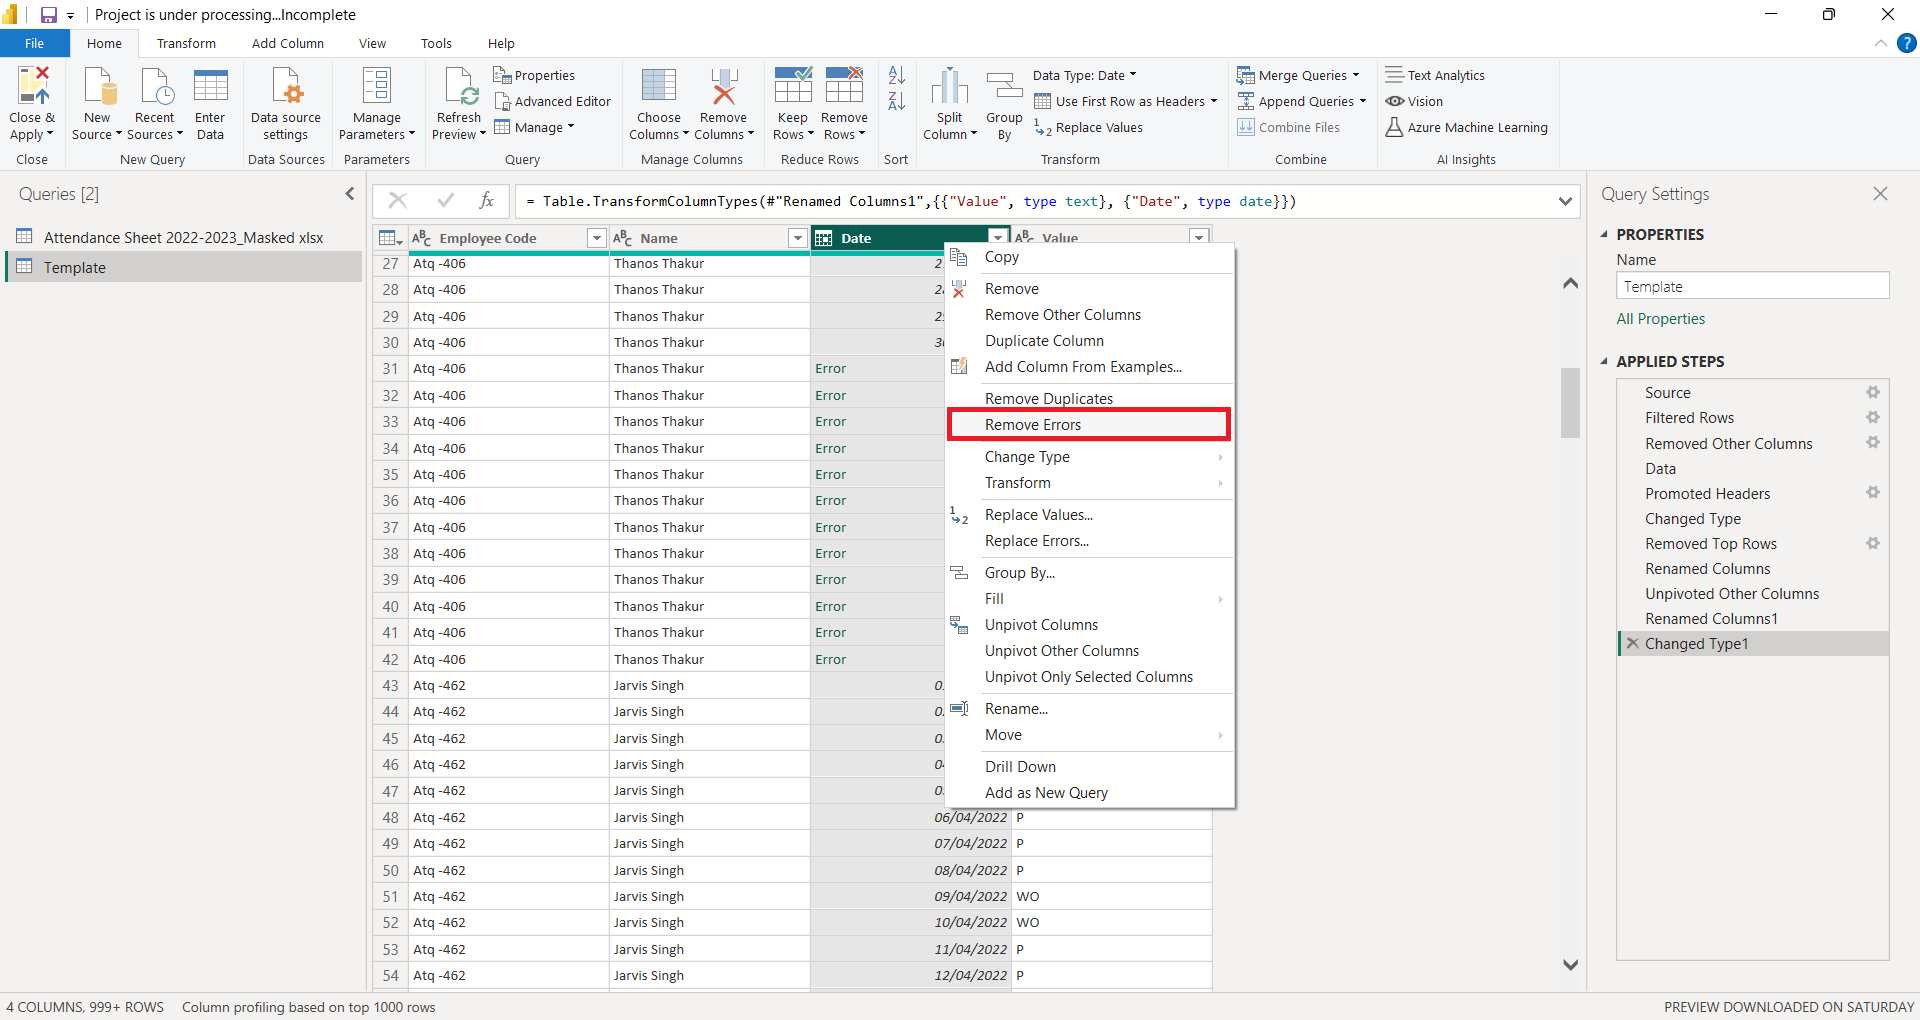 Project is under processing...Incomplete
File Home Transform Add Column View Tools Help
Close & Apply
Close
New Source
Recent Sources
Enter Data
New Query
Data source settings
Data Sources
Manage Parameters
Parameters
Refresh Preview
Properties
Advanced Editor
Manage
Query
Choose Columns
Remove Columns
Manage Columns
Keep Rows
Remove Rows
Reduce Rows
Sort
Split Column
Group By
Data Type: Date
Use First Row as Headers
Replace Values
Transform
Merge Queries
Append Queries
Combine Files
Combine
Text Analytics
Vision
Azure Machine Learning
AI Insights
Queries [2]
Attendance Sheet 2022-2023_Masked xlsx
Template
= Table.TransformColumnTypes(#"Renamed Columns1",{{"Value", type text}, {"Date", type date}})
Employee Code Name Date Value
27 Atq -406 Thanos Thakur
28 Atq -406 Thanos Thakur
29 Atq -406 Thanos Thakur
30 Atq -406 Thanos Thakur
31 Atq -406 Thanos Thakur Error
32 Atq -406 Thanos Thakur Error
33 Atq -406 Thanos Thakur Error
34 Atq -406 Thanos Thakur Error
35 Atq -406 Thanos Thakur Error
36 Atq -406 Thanos Thakur Error
37 Atq -406 Thanos Thakur Error
38 Atq -406 Thanos Thakur Error
39 Atq -406 Thanos Thakur Error
40 Atq -406 Thanos Thakur Error
41 Atq -406 Thanos Thakur Error
42 Atq -406 Thanos Thakur Error
43 Atq -462 Jarvis Singh
44 Atq -462 Jarvis Singh
45 Atq -462 Jarvis Singh
46 Atq -462 Jarvis Singh
47 Atq -462 Jarvis Singh
48 Atq -462 Jarvis Singh 06/04/2022 P
49 Atq -462 Jarvis Singh 07/04/2022 P
50 Atq -462 Jarvis Singh 08/04/2022 P
51 Atq -462 Jarvis Singh 09/04/2022 WO
52 Atq -462 Jarvis Singh 10/04/2022 WO
53 Atq -462 Jarvis Singh 11/04/2022 P
54 Atq -462 Jarvis Singh 12/04/2022 P
Copy
Remove
Remove Other Columns
Duplicate Column
Add Column From Examples...
Remove Duplicates
Remove Errors
Change Type
Transform
Replace Values...
Replace Errors...
Group By...
Fill
Unpivot Columns
Unpivot Other Columns
Unpivot Only Selected Columns
Rename...
Move
Drill Down
Add as New Query
Query Settings
PROPERTIES
Name
Template
All Properties
APPLIED STEPS
Source
Filtered Rows
Removed Other Columns
Data
Promoted Headers
Changed Type
Removed Top Rows
Renamed Columns
Unpivoted Other Columns
Renamed Columns1
Changed Type1
4 COLUMNS, 999+ ROWS Column profiling based on top 1000 rows
PREVIEW DOWNLOADED ON SATURDAY